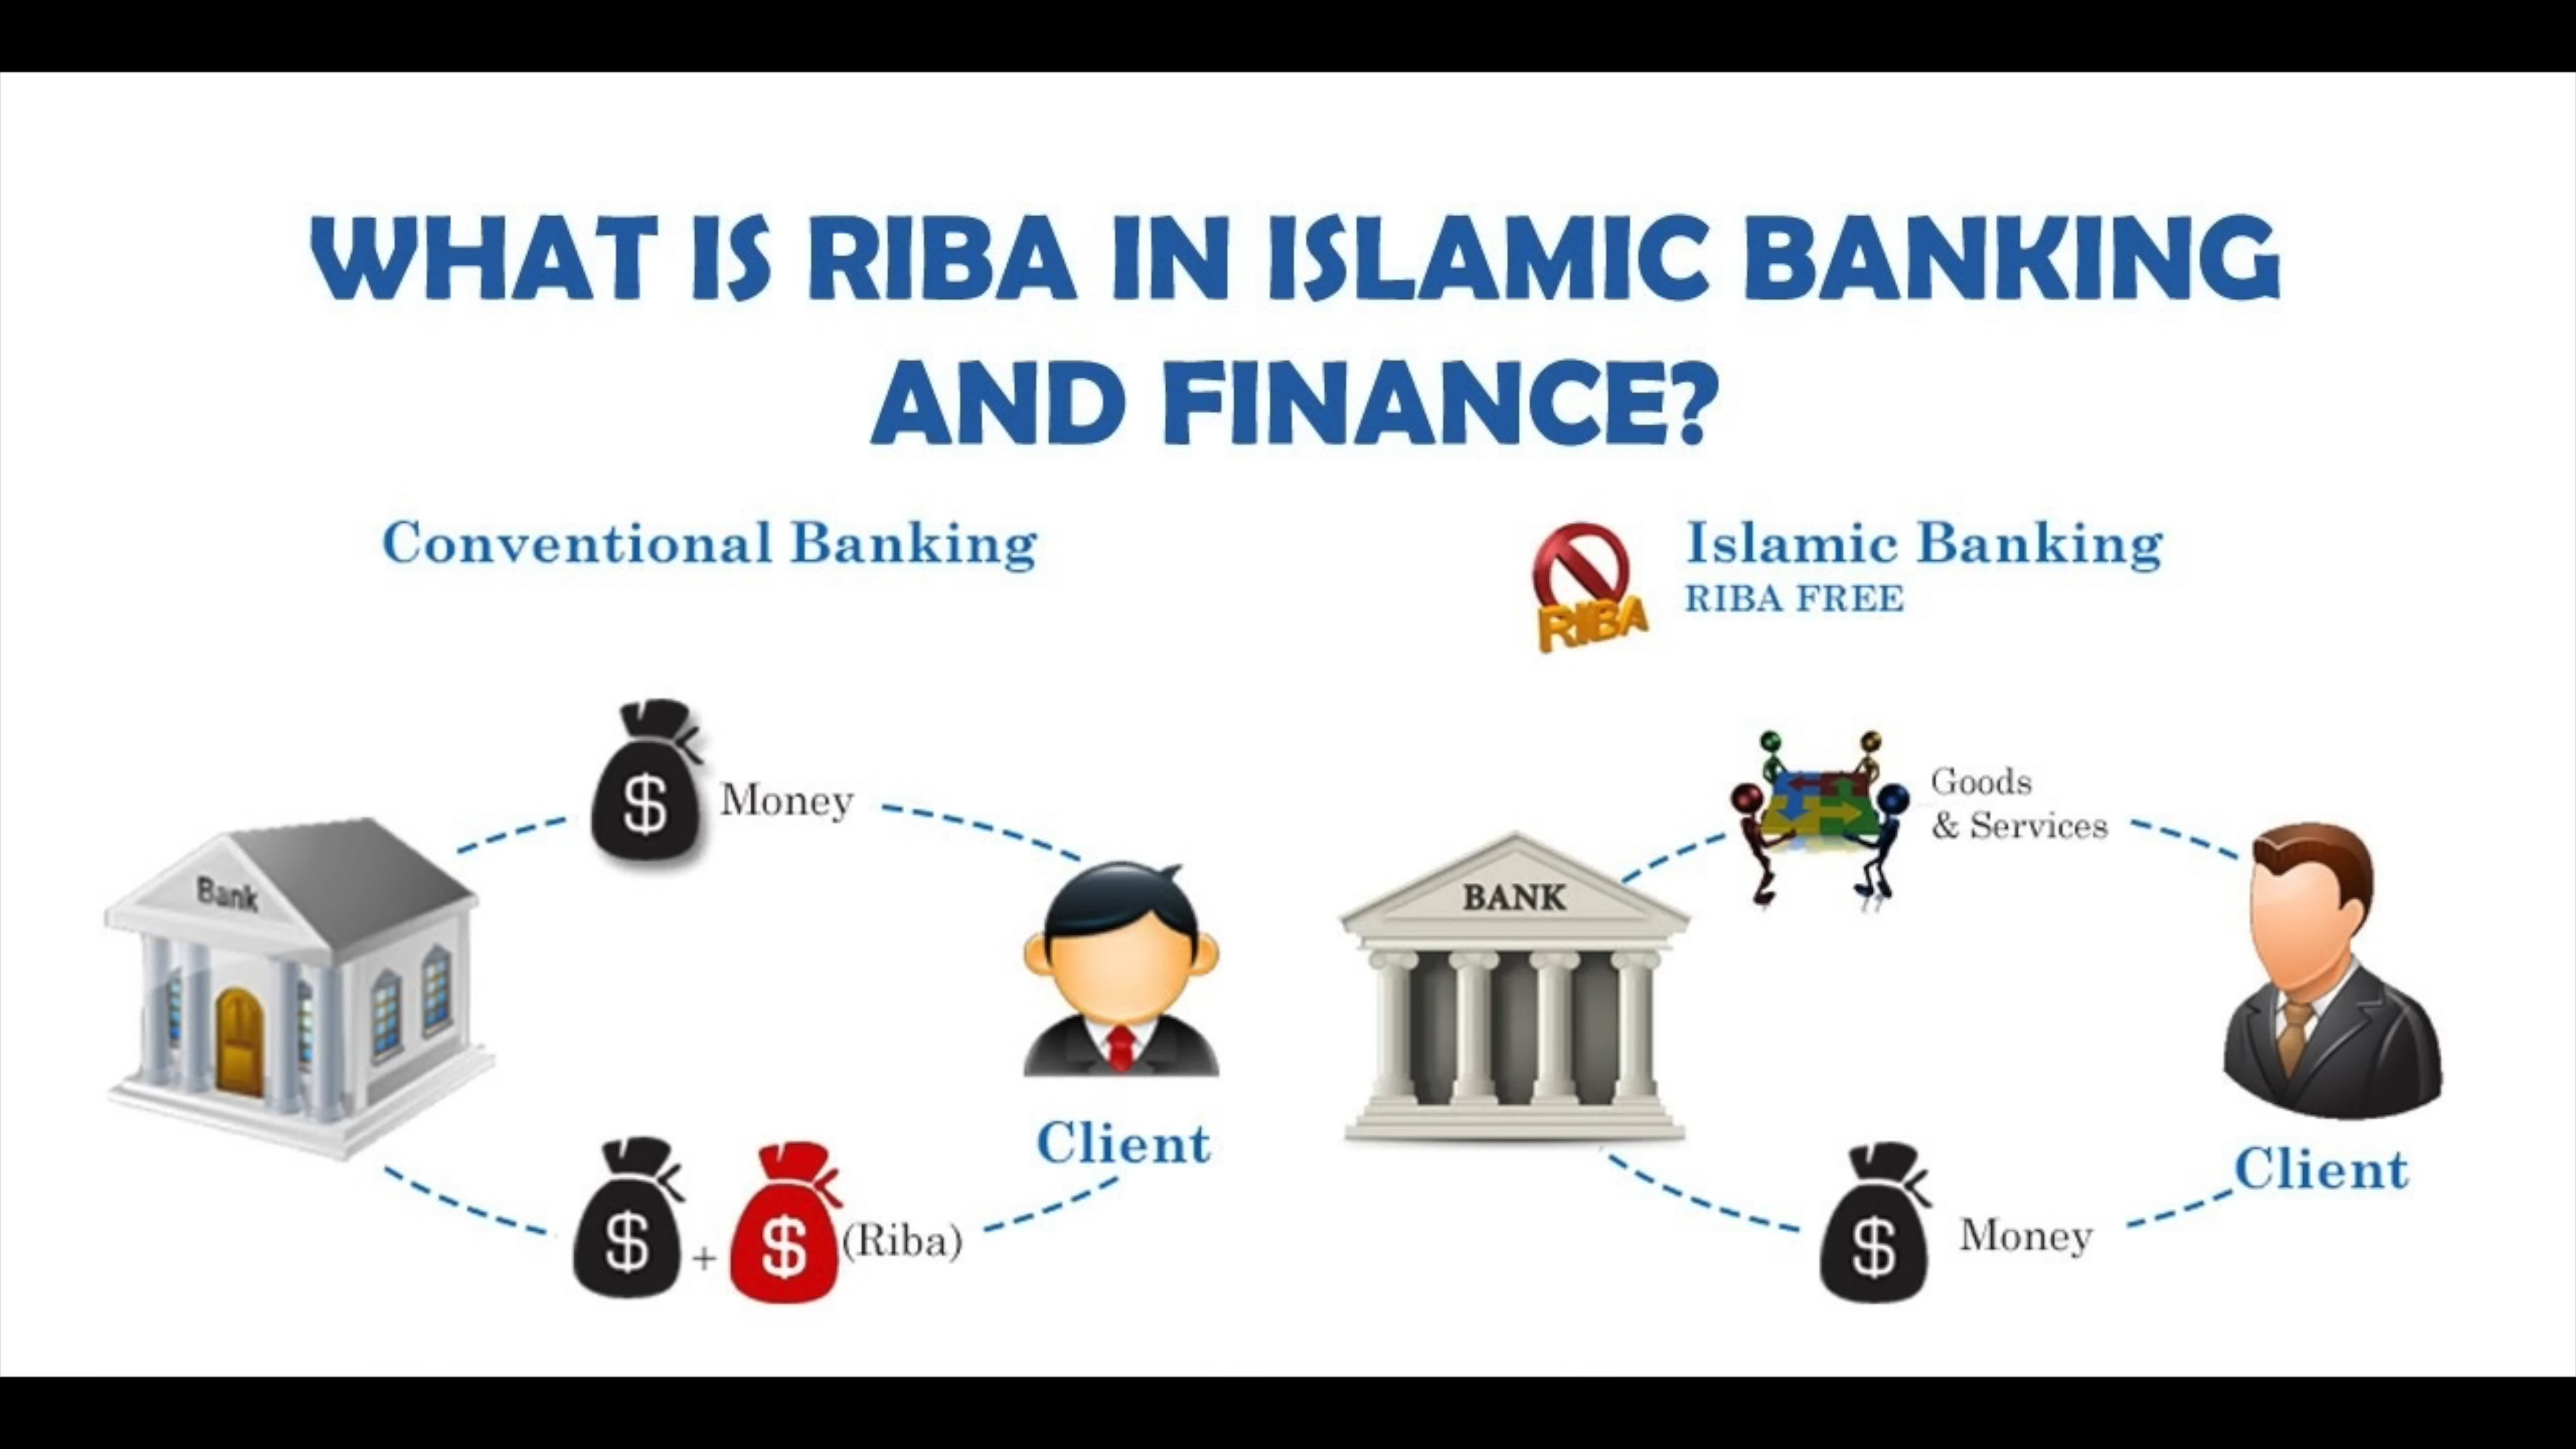 WHAT IS RIBA IN ISLAMIC BANKING
AND FINANCE?
Conventional Banking
$ Money
Bank
Client
$ + $ (Riba)
RIBA
Islamic Banking
RIBA FREE
Goods
& Services
BANK
Client
$ Money